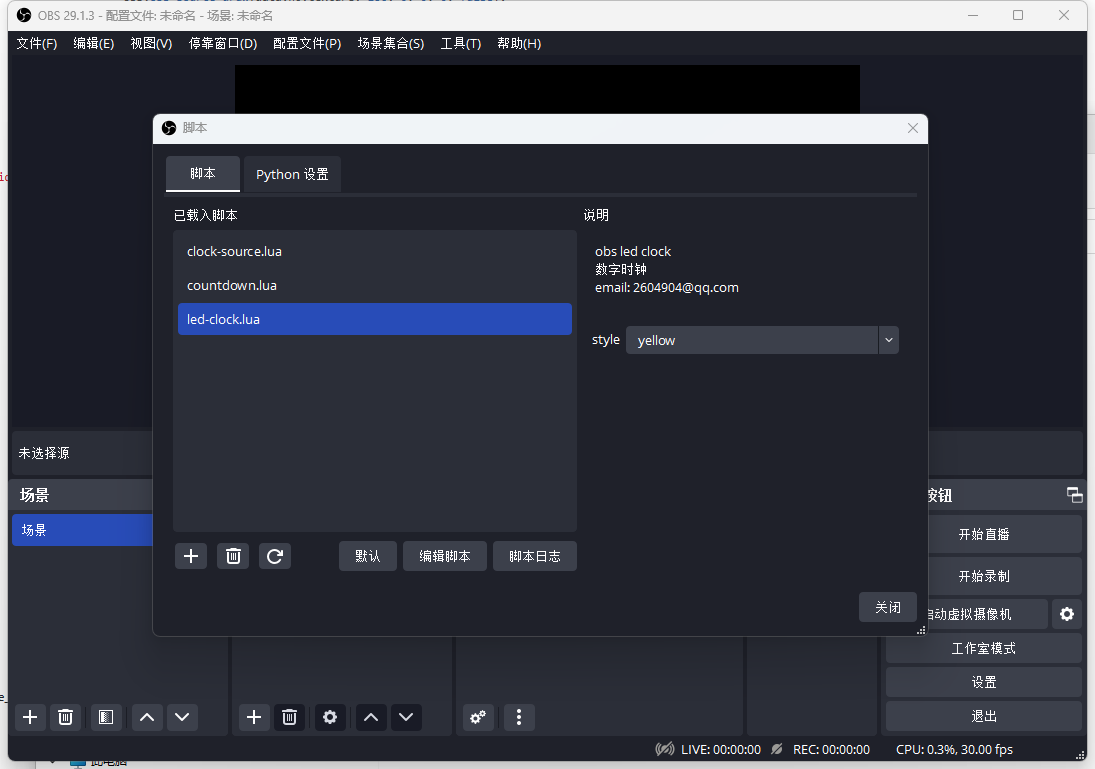 OBS 29.1.3 - 配置文件: 未命名 - 场景: 未命名
文件(F) 编辑(E) 视图(V) 停靠窗口(D) 配置文件(P) 场景集合(S) 工具(T) 帮助(H)
脚本
脚本 Python 设置
已载入脚本 说明
clock-source.lua
countdown.lua
led-clock.lua
obs led clock
数字时钟
email: 2604904@qq.com
style yellow
默认 编辑脚本 脚本日志
关闭
未选择源
场景
场景
按钮
开始直播
开始录制
启动虚拟摄像机
工作室模式
设置
退出
LIVE: 00:00:00 REC: 00:00:00 CPU: 0.3%, 30.00 fps
此电脑